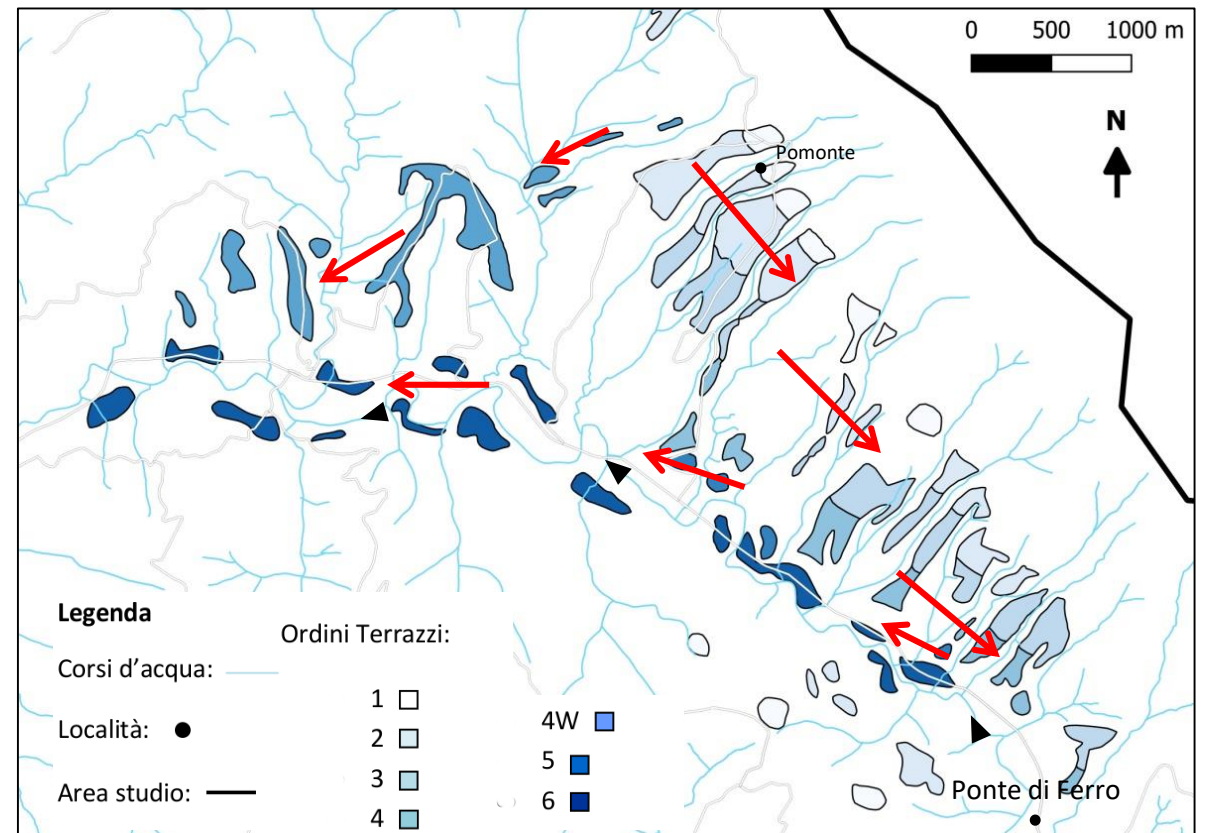 0 500 1000 m
N
Pomonte
Legenda
Ordini Terrazzi:
Corsi d'acqua:
Località:
Area studio:
1
2
3
4
4W
5
6
Ponte di Ferro